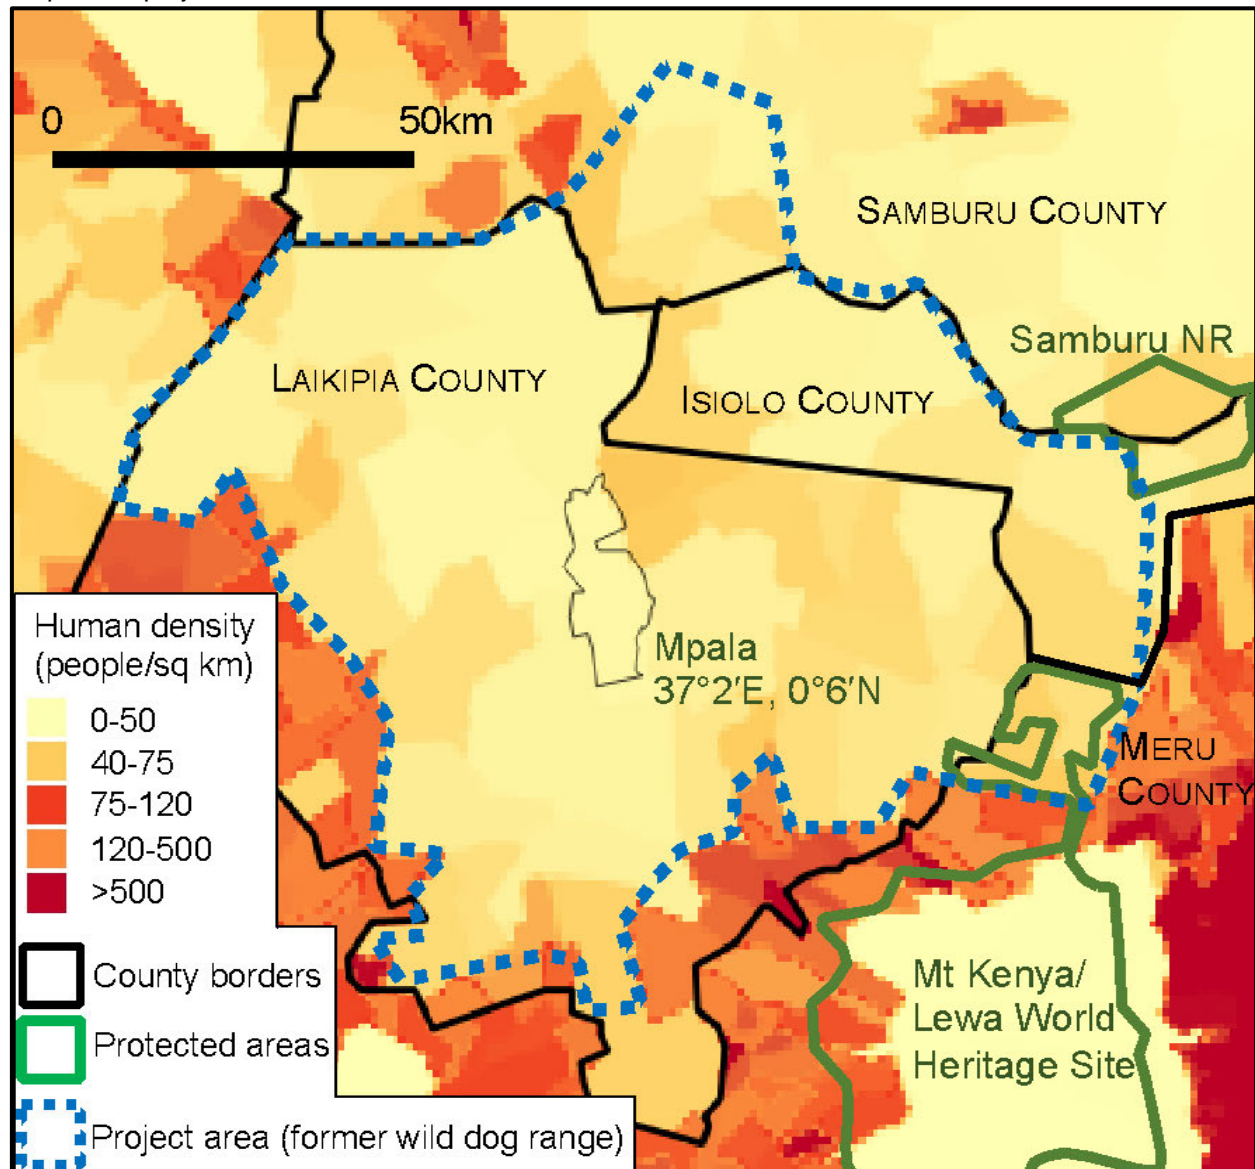 0 50km
SAMBURU COUNTY
Samburu NR
LAIKIPIA COUNTY
ISIOLO COUNTY
Mpala
37°2′E, 0°6′N
MERU
COUNTY
Mt Kenya/
Lewa World
Heritage Site
Human density
(people/sq km)
0-50
40-75
75-120
120-500
>500
County borders
Protected areas
Project area (former wild dog range)